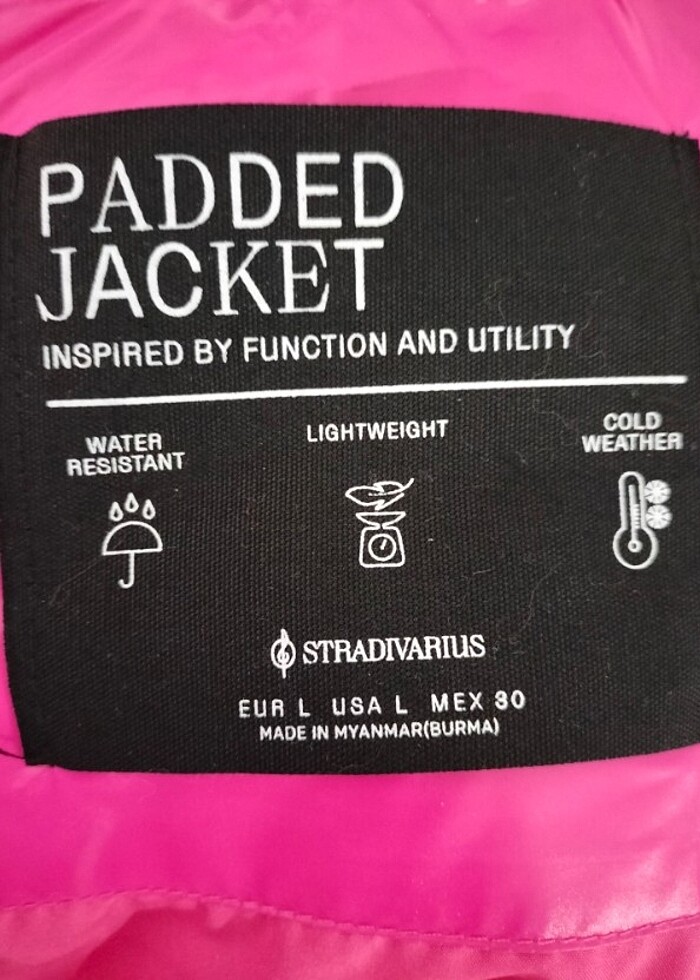 PADDED
JACKET
INSPIRED BY FUNCTION AND UTILITY
WATER
RESISTANT
LIGHTWEIGHT
COLD
WEATHER
STRADIVARIUS
EUR L USA L MEX 30
MADE IN MYANMAR(BURMA)